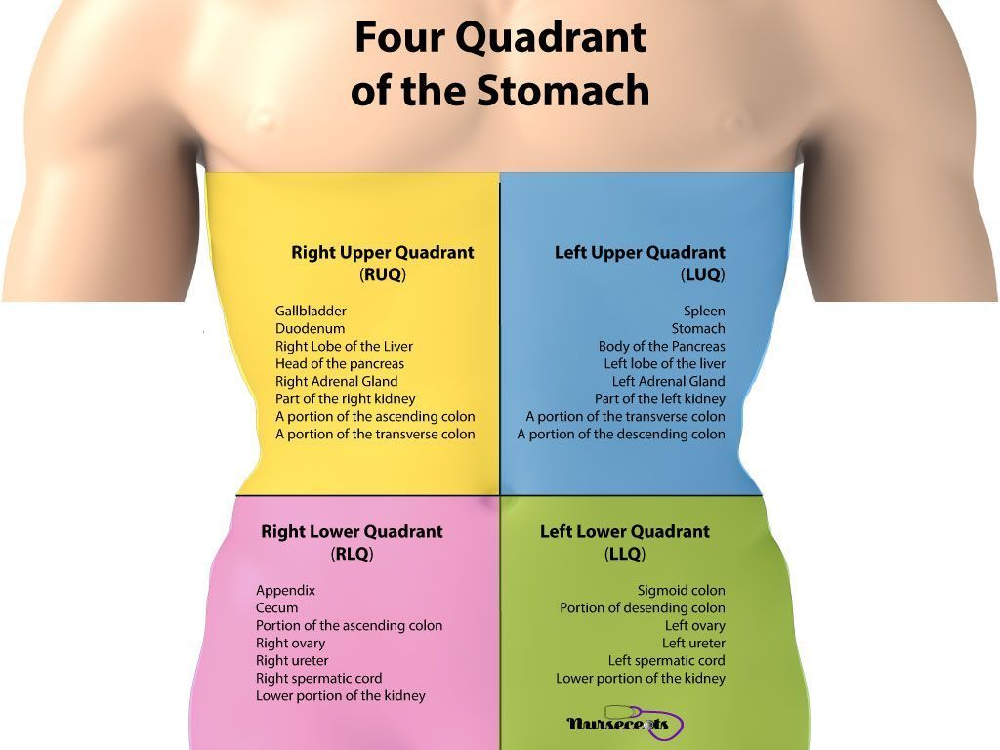 Four Quadrant
of the Stomach
Right Upper Quadrant
(RUQ)
Gallbladder
Duodenum
Right Lobe of the Liver
Head of the pancreas
Right Adrenal Gland
Part of the right kidney
A portion of the ascending colon
A portion of the transverse colon
Left Upper Quadrant
(LUQ)
Spleen
Stomach
Body of the Pancreas
Left lobe of the liver
Left Adrenal Gland
Part of the left kidney
A portion of the transverse colon
A portion of the descending colon
Right Lower Quadrant
(RLQ)
Appendix
Cecum
Portion of the ascending colon
Right ovary
Right ureter
Right spermatic cord
Lower portion of the kidney
Left Lower Quadrant
(LLQ)
Sigmoid colon
Portion of desending colon
Left ovary
Left ureter
Left spermatic cord
Lower portion of the kidney
Nursecepts